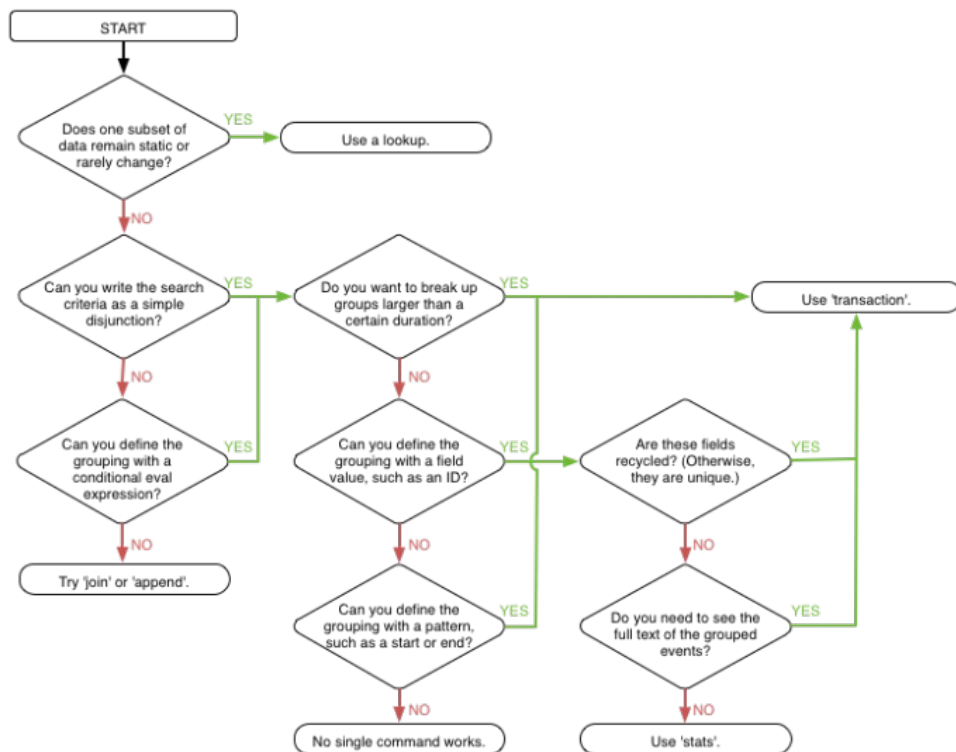 START
Does one subset of
data remain static or
rarely change?
YES
Use a lookup.
NO
Can you write the search
criteria as a simple
disjunction?
YES
Do you want to break up
groups larger than a
certain duration?
YES
Use 'transaction'.
NO
NO
Can you define the
grouping with a
conditional eval
expression?
YES
Can you define the
grouping with a field
value, such as an ID?
YES
Are these fields
recycled? (Otherwise,
they are unique.)
YES
NO
NO
NO
Try 'join' or 'append'.
Can you define the
grouping with a pattern,
such as a start or end?
YES
Do you need to see the
full text of the grouped
events?
YES
NO
NO
No single command works.
Use 'stats'.